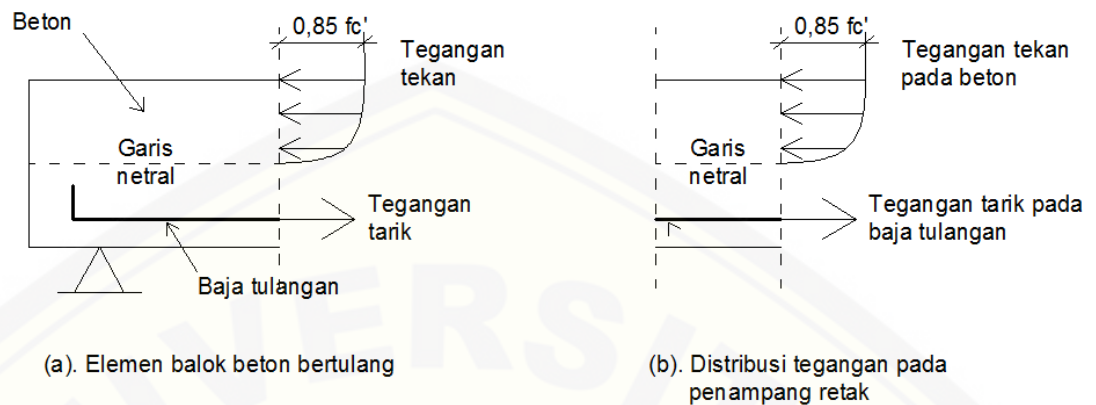 Beton
0,85 fc'
Tegangan
tekan
Garis
netral
Tegangan
tarik
Baja tulangan
(a). Elemen balok beton bertulang
0,85 fc'
Tegangan tekan
pada beton
Garis
netral
Tegangan tarik pada
baja tulangan
(b). Distribusi tegangan pada
penampang retak
IVERSI